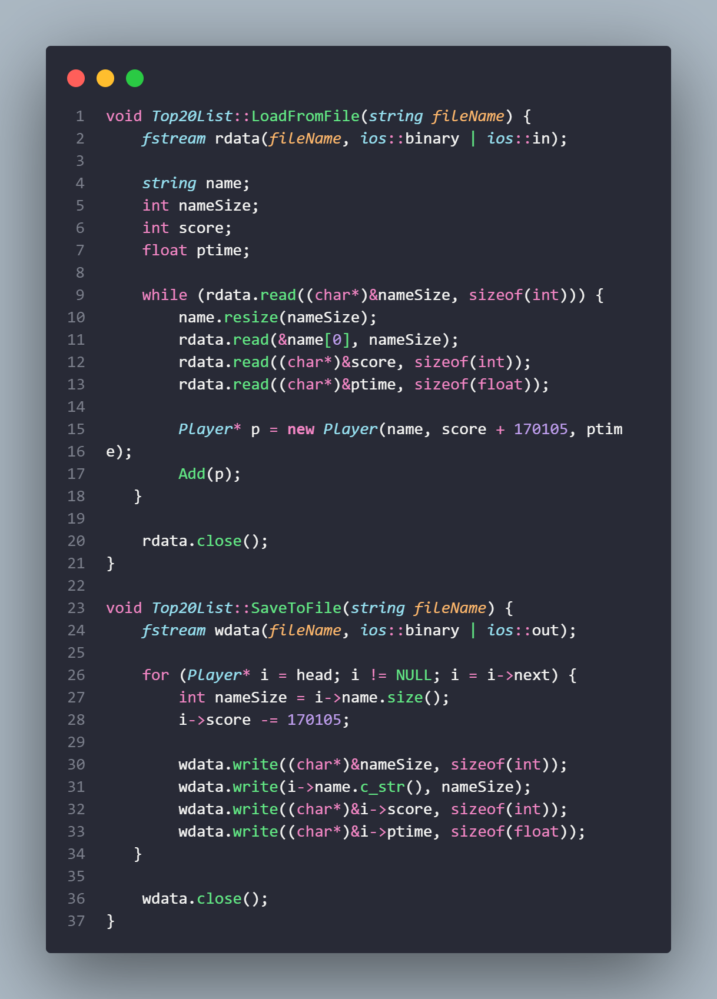 1 void Top20List::LoadFromFile(string fileName) {
2     fstream rdata(fileName, ios::binary | ios::in);
3
4     string name;
5     int nameSize;
6     int score;
7     float ptime;
8
9     while (rdata.read((char*)&nameSize, sizeof(int))) {
10         name.resize(nameSize);
11         rdata.read(&name[0], nameSize);
12         rdata.read((char*)&score, sizeof(int));
13         rdata.read((char*)&ptime, sizeof(float));
14
15         Player* p = new Player(name, score + 170105, ptim
16 e);
17         Add(p);
18    }
19
20     rdata.close();
21 }
22
23 void Top20List::SaveToFile(string fileName) {
24     fstream wdata(fileName, ios::binary | ios::out);
25
26     for (Player* i = head; i != NULL; i = i->next) {
27         int nameSize = i->name.size();
28         i->score -= 170105;
29
30         wdata.write((char*)&nameSize, sizeof(int));
31         wdata.write(i->name.c_str(), nameSize);
32         wdata.write((char*)&i->score, sizeof(int));
33         wdata.write((char*)&i->ptime, sizeof(float));
34    }
35
36     wdata.close();
37 }